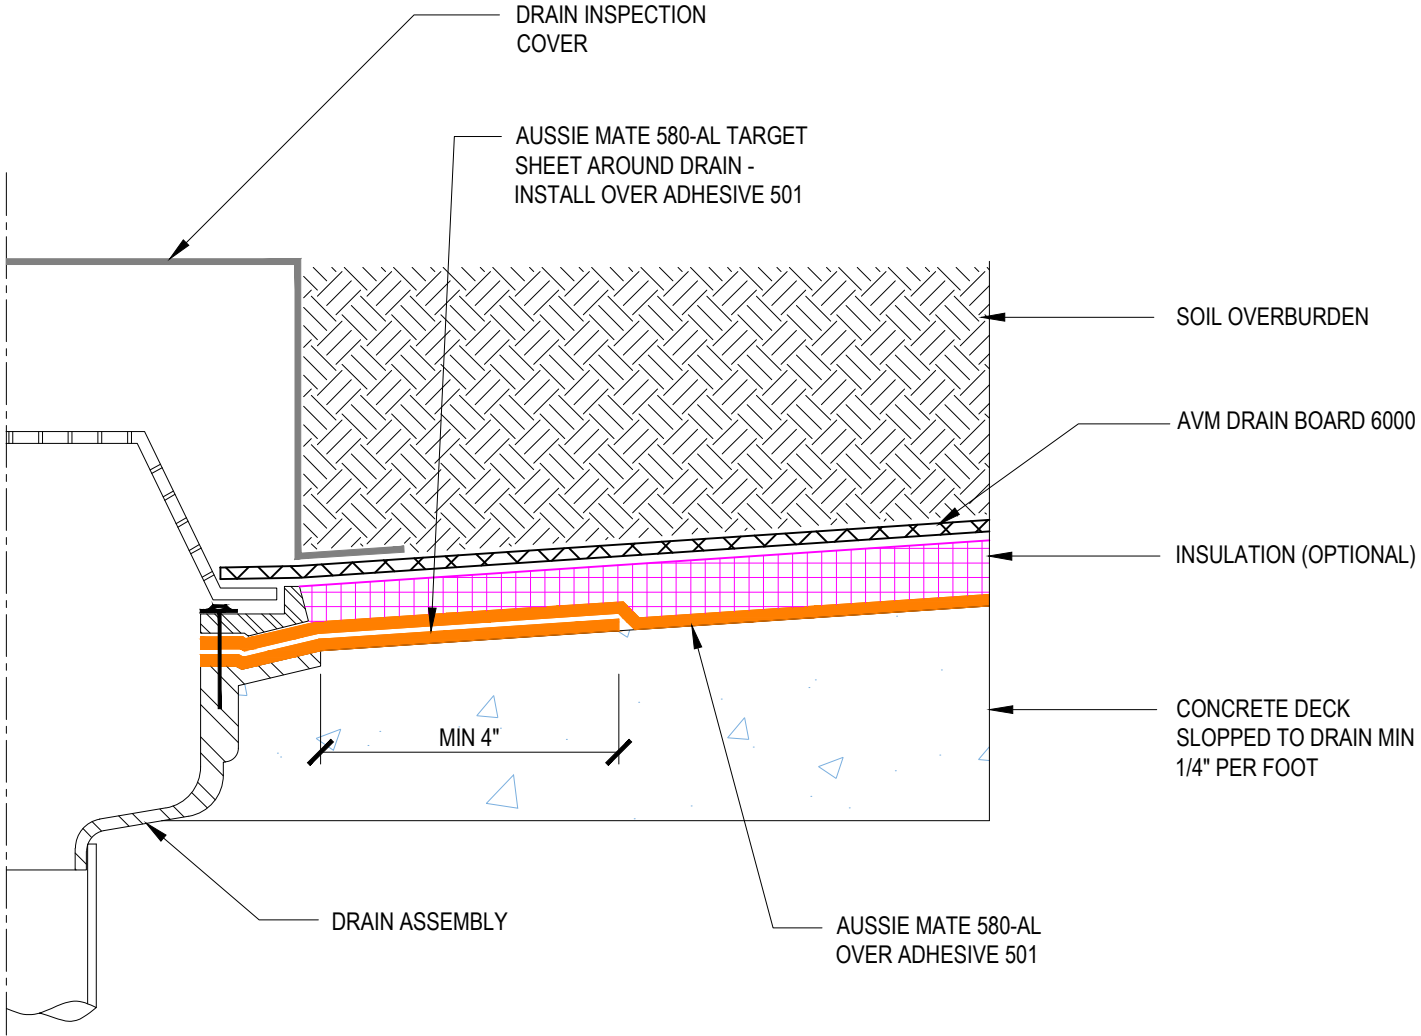 DRAIN INSPECTION
COVER
AUSSIE MATE 580-AL TARGET
SHEET AROUND DRAIN -
INSTALL OVER ADHESIVE 501
SOIL OVERBURDEN
AVM DRAIN BOARD 6000
INSULATION (OPTIONAL)
CONCRETE DECK
SLOPPED TO DRAIN MIN
1/4" PER FOOT
MIN 4"
DRAIN ASSEMBLY
AUSSIE MATE 580-AL
OVER ADHESIVE 501